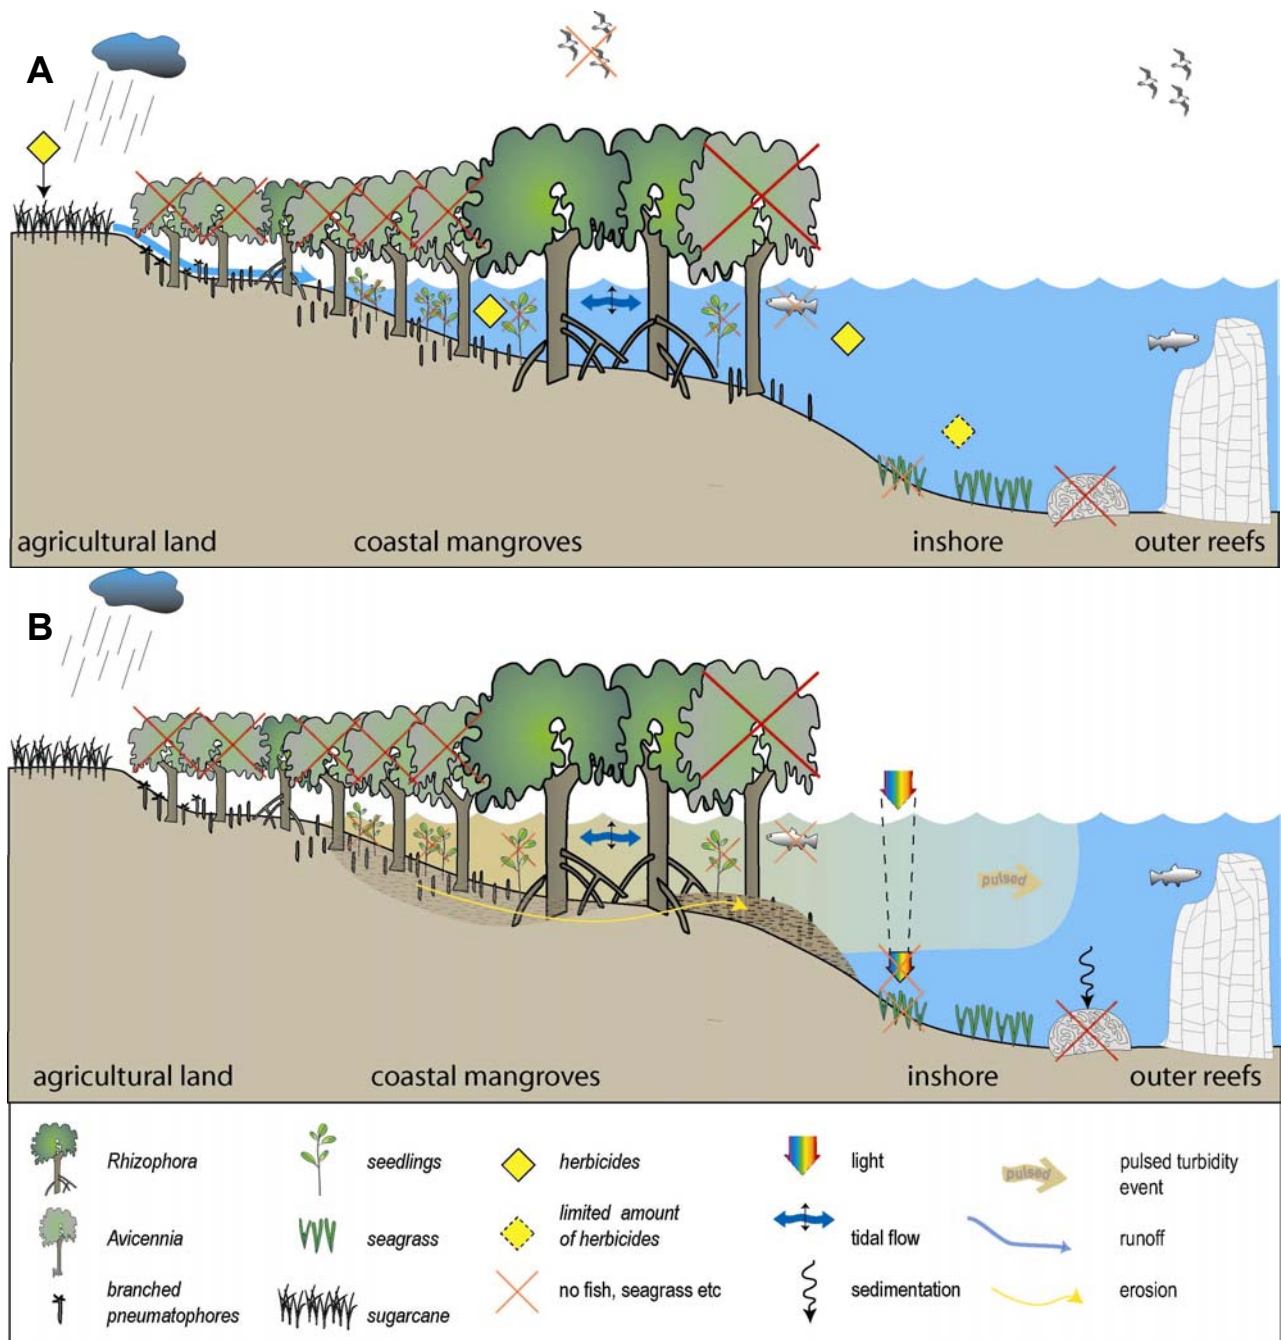 A
agricultural land
coastal mangroves
inshore
outer reefs
B
pulsed
agricultural land
coastal mangroves
inshore
outer reefs
Rhizophora
seedlings
herbicides
light
pulsed
pulsed turbidity
event
Avicennia
seagrass
limited amount
of herbicides
tidal flow
runoff
branched
pneumatophores
sugarcane
no fish, seagrass etc
sedimentation
erosion